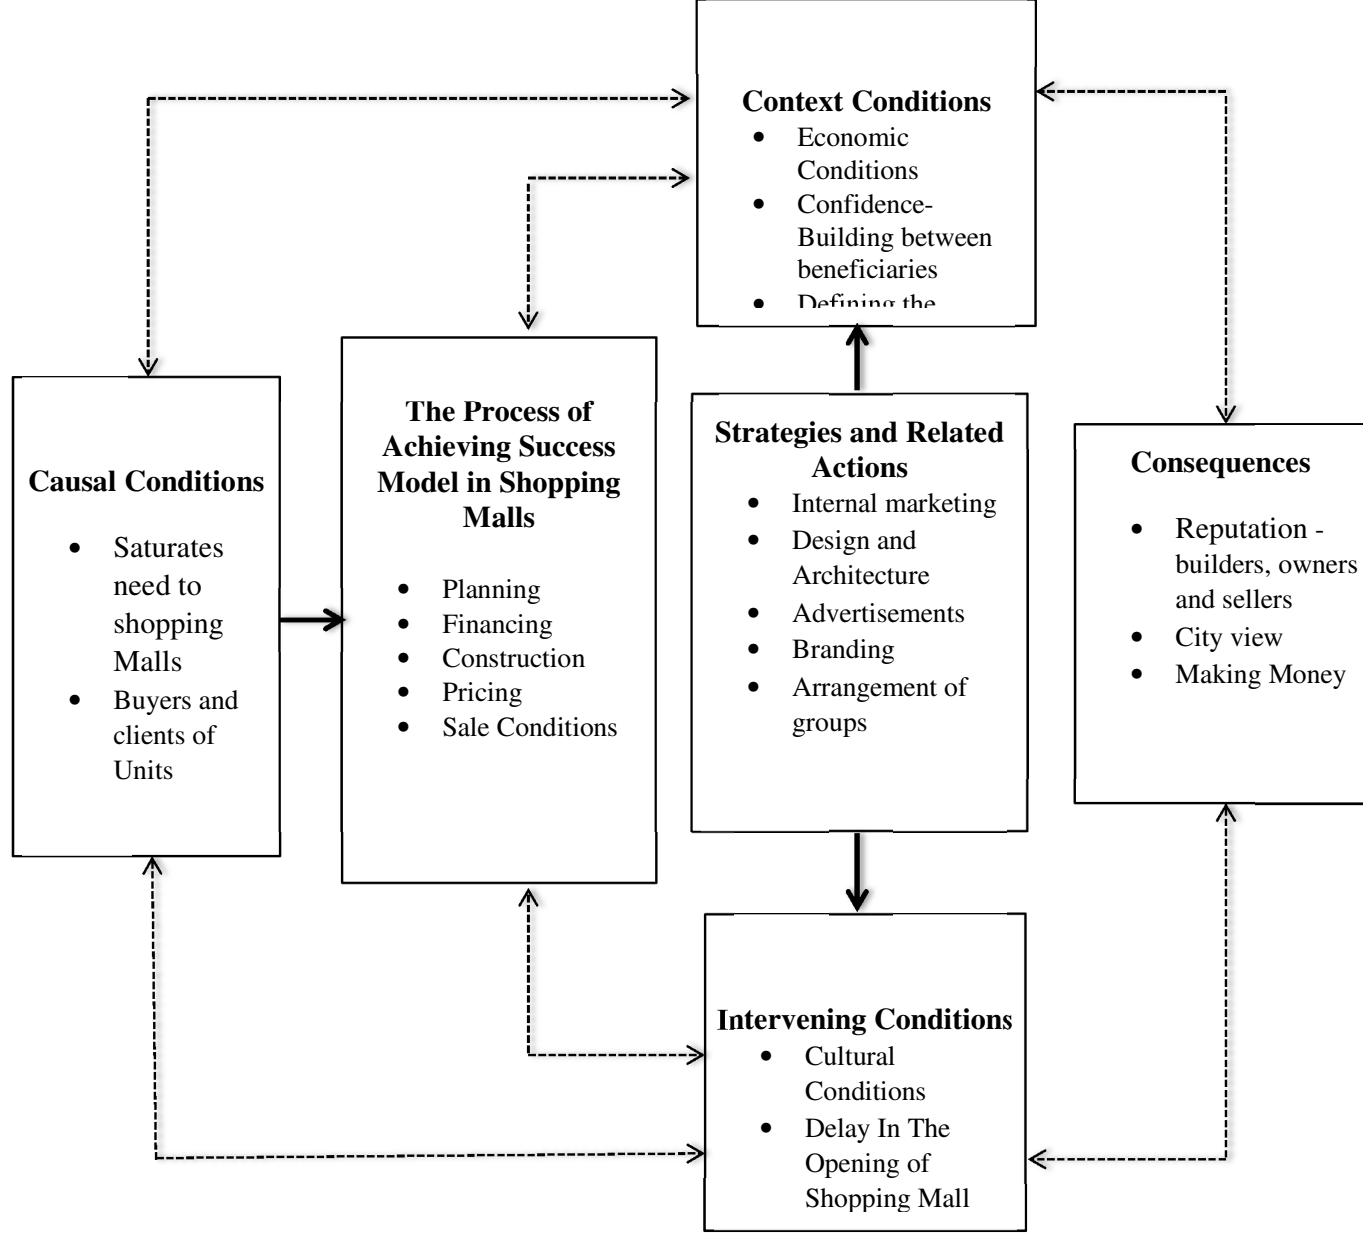 Context Conditions
• Economic
Conditions
• Confidence-
Building between
beneficiaries
• Defining the
Causal Conditions
• Saturates
need to
shopping
Malls
• Buyers and
clients of
Units
The Process of
Achieving Success
Model in Shopping
Malls
• Planning
• Financing
• Construction
• Pricing
• Sale Conditions
Strategies and Related
Actions
• Internal marketing
• Design and
Architecture
• Advertisements
• Branding
• Arrangement of
groups
Consequences
• Reputation -
builders, owners
and sellers
• City view
• Making Money
Intervening Conditions
• Cultural
Conditions
• Delay In The
Opening of
Shopping Mall